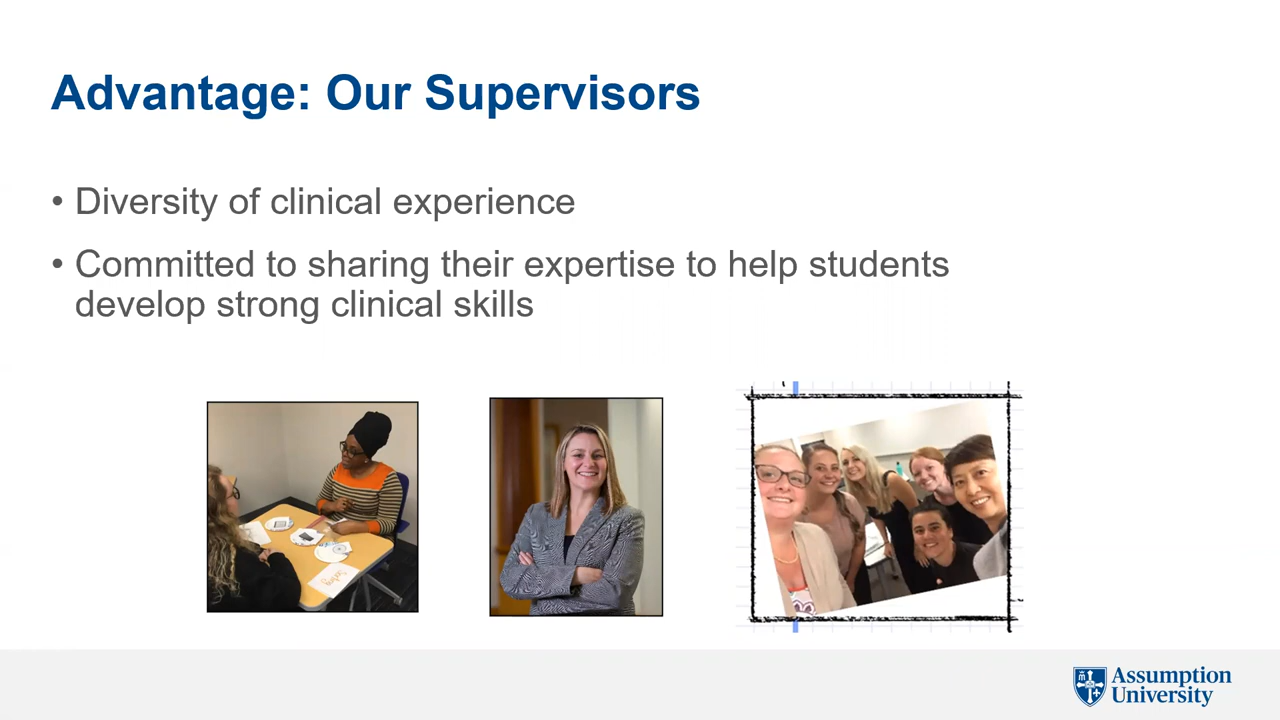 Advantage: Our Supervisors
• Diversity of clinical experience
• Committed to sharing their expertise to help students
develop strong clinical skills
Assumption
University